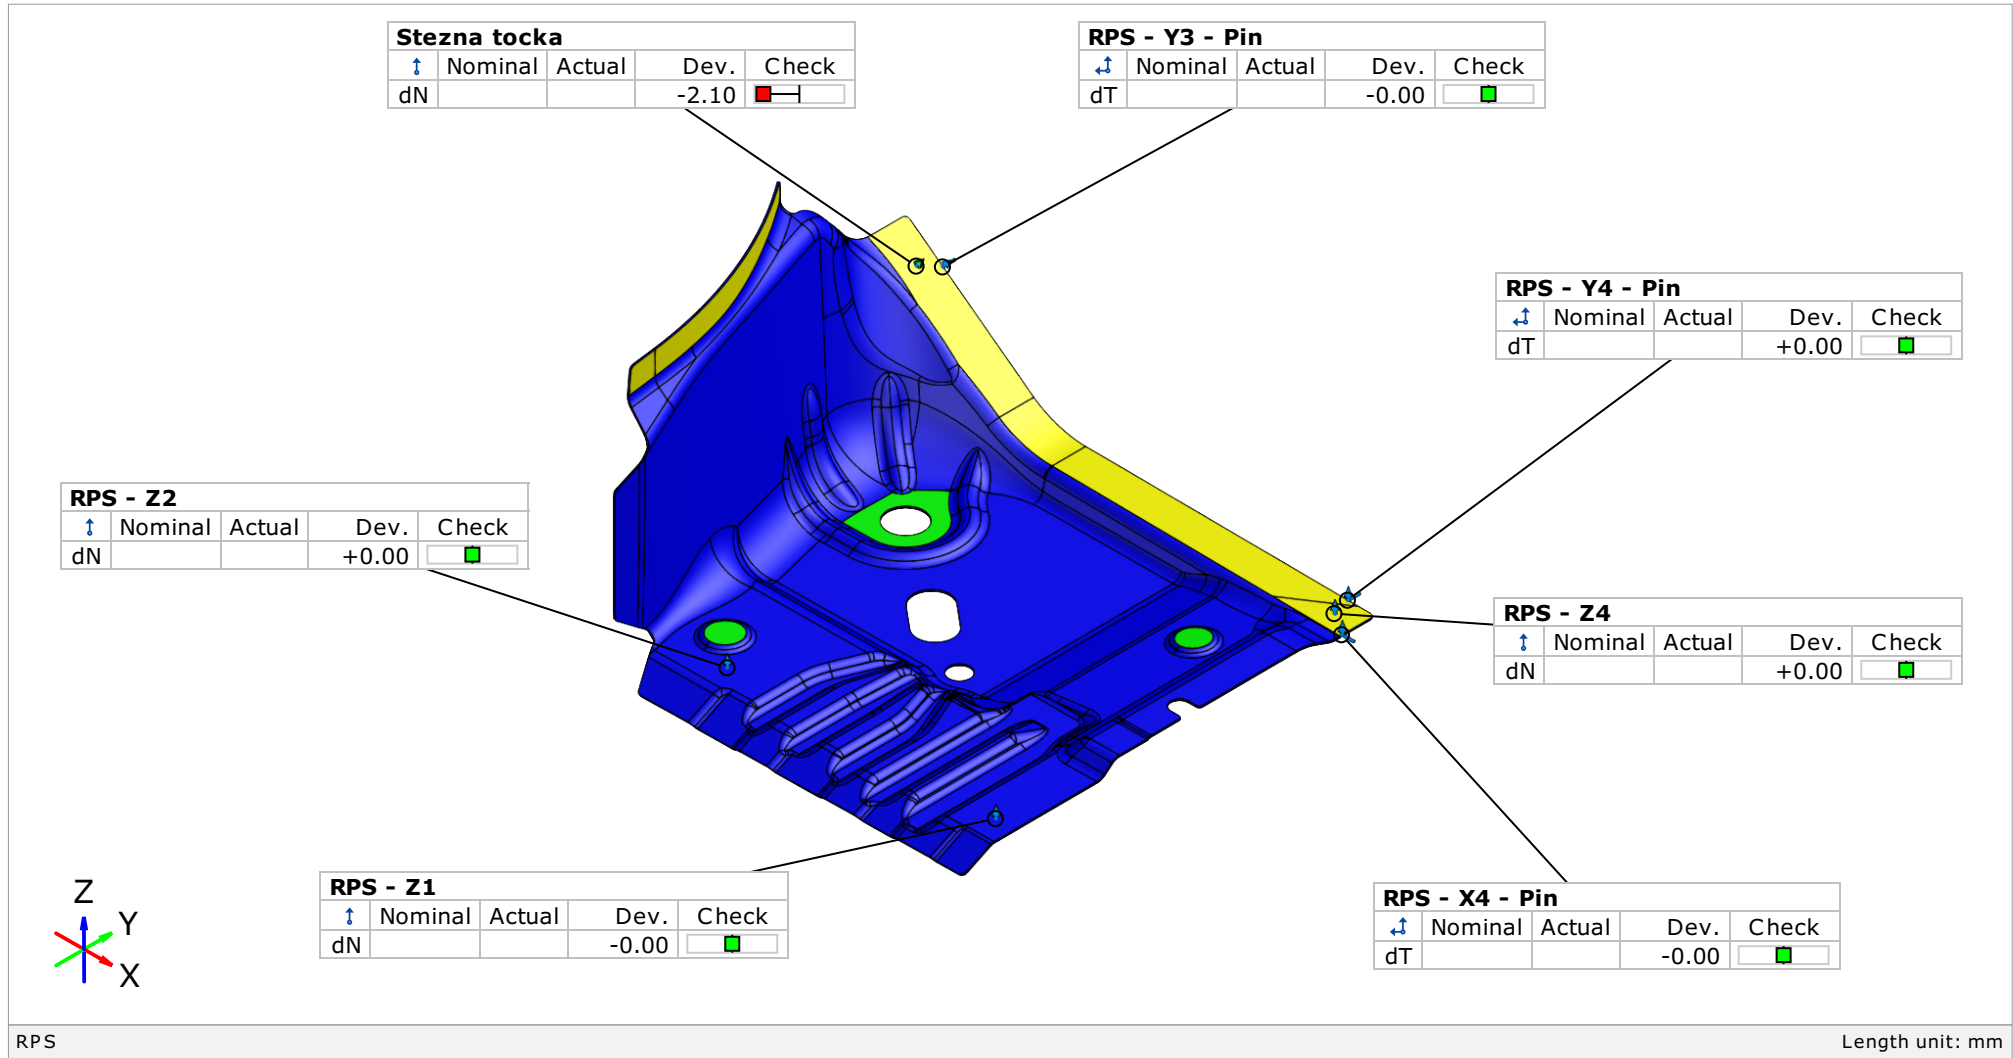 Stezna tocka
Nominal Actual Dev. Check
dN -2.10
RPS - Y3 - Pin
Nominal Actual Dev. Check
dT -0.00
RPS - Y4 - Pin
Nominal Actual Dev. Check
dT +0.00
RPS - Z2
Nominal Actual Dev. Check
dN +0.00
RPS - Z4
Nominal Actual Dev. Check
dN +0.00
RPS - Z1
Nominal Actual Dev. Check
dN -0.00
RPS - X4 - Pin
Nominal Actual Dev. Check
dT -0.00
Z
Y
X
RPS Length unit: mm